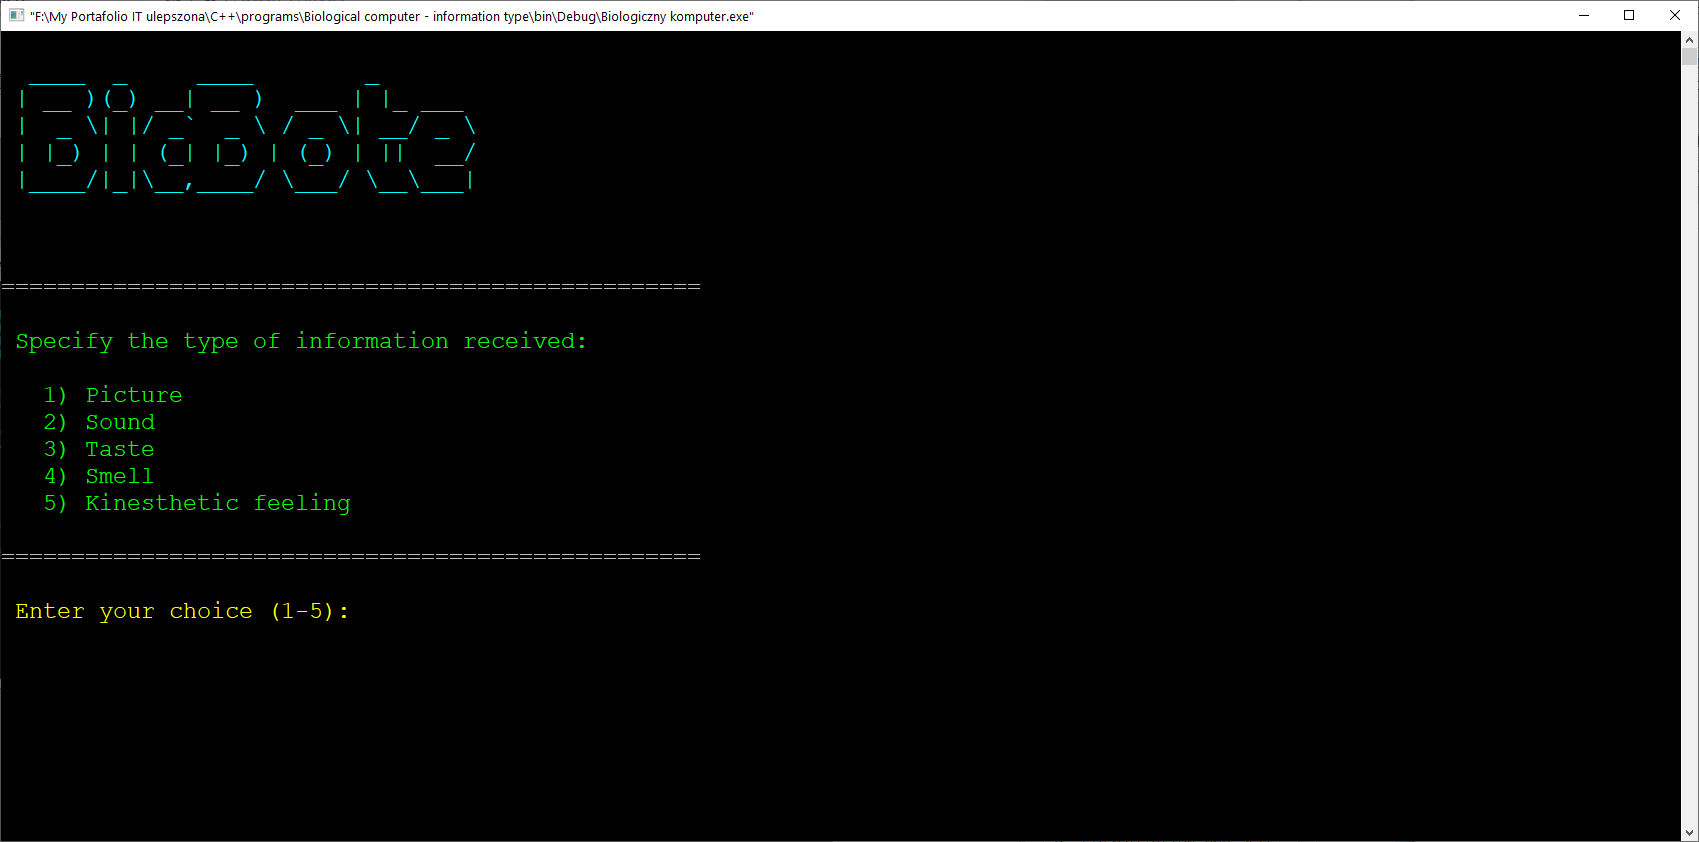 "F:\My Portafolio IT ulepszona\C++\programs\Biological computer - information type\bin\Debug\Biologiczny komputer.exe"
==================================================
Specify the type of information received:
1) Picture
2) Sound
3) Taste
4) Smell
5) Kinesthetic feeling
==================================================
Enter your choice (1-5):